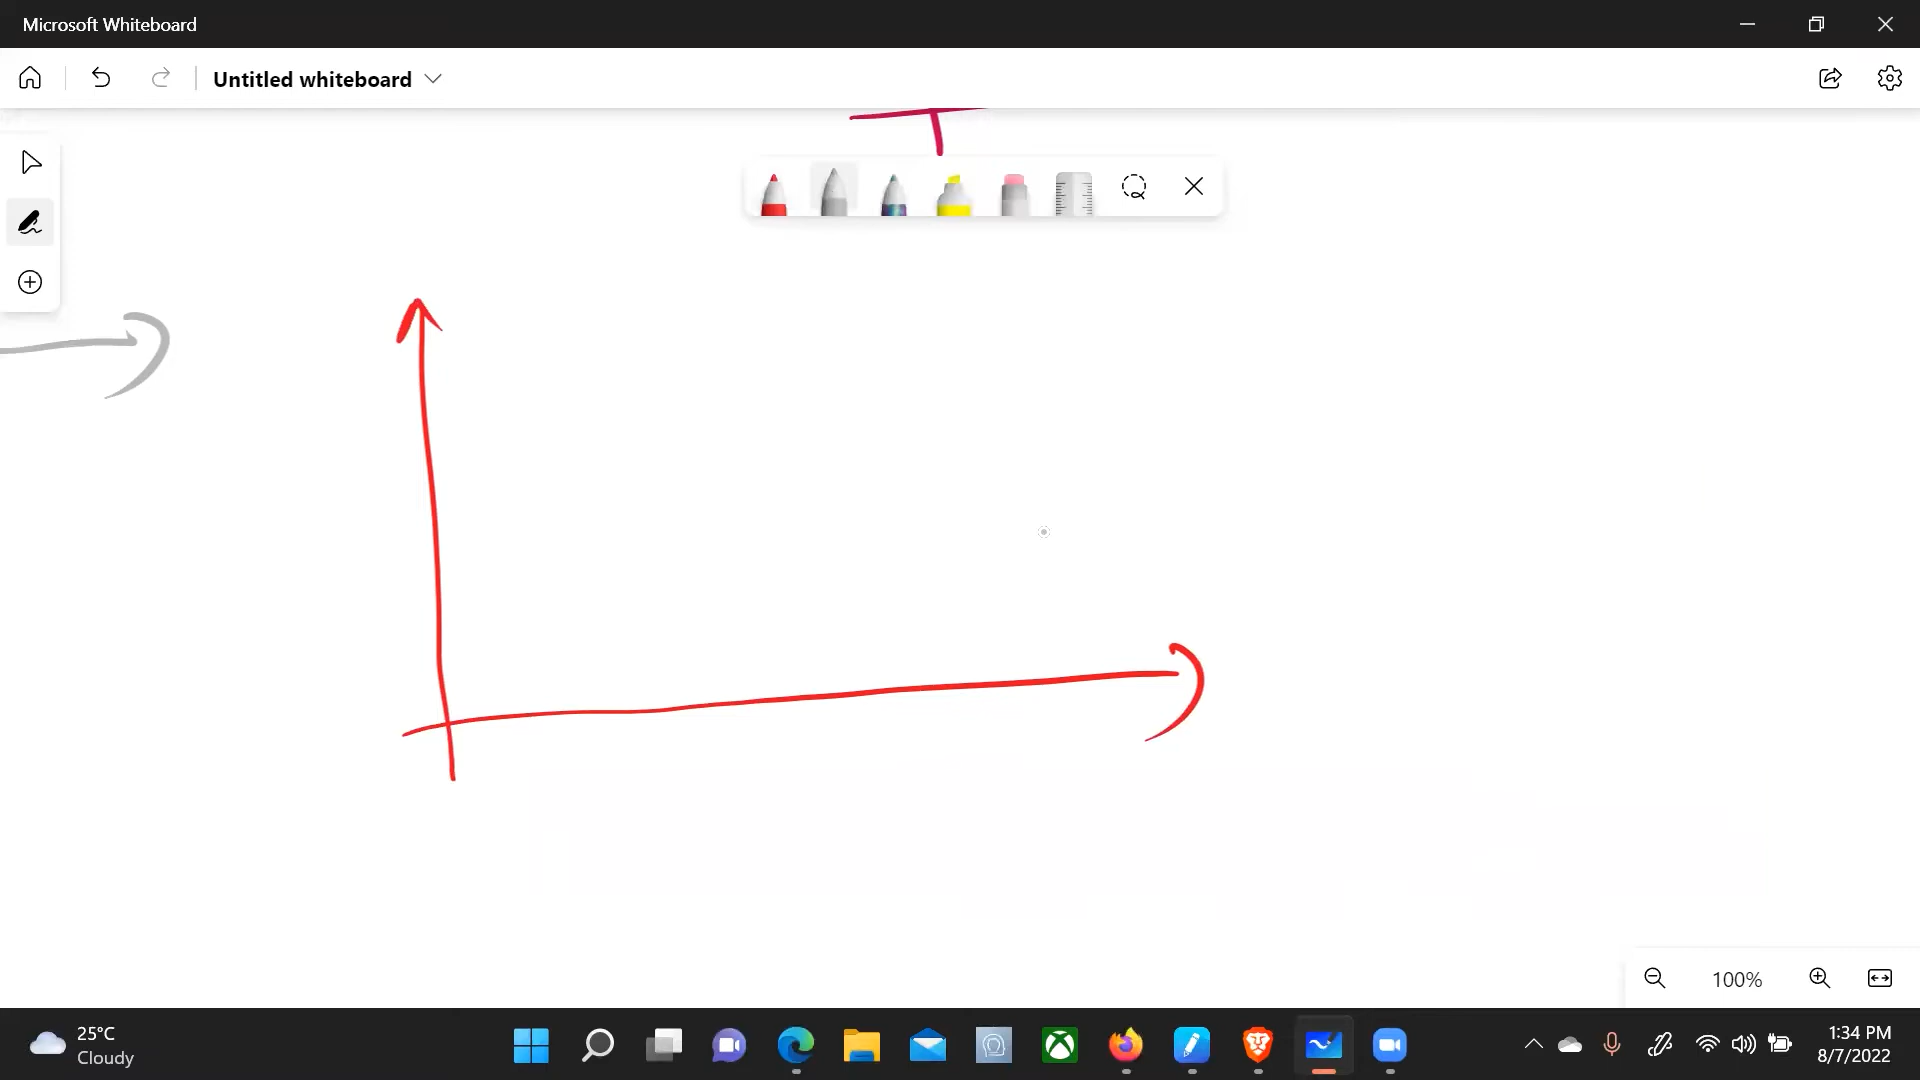 Microsoft Whiteboard
Untitled whiteboard
100%
25°C
Cloudy
1:34 PM
8/7/2022